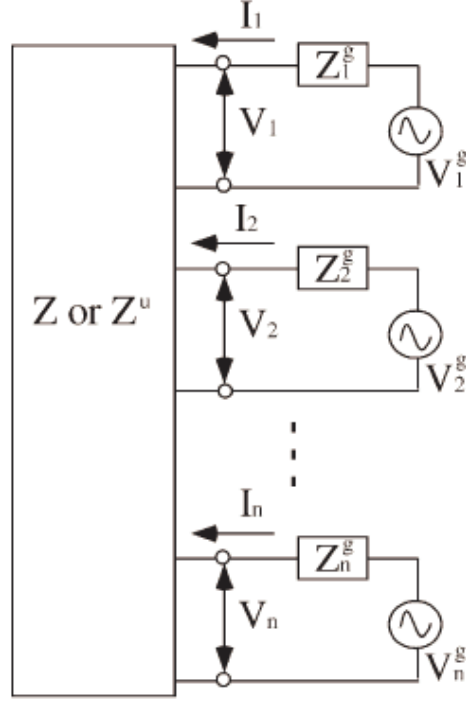 I₁
Z₁ᵍ
V₁
V₁ᵍ
I₂
Z₂ᵍ
Z or Zᵘ
V₂
V₂ᵍ
Iₙ
Zₙᵍ
Vₙ
Vₙᵍ